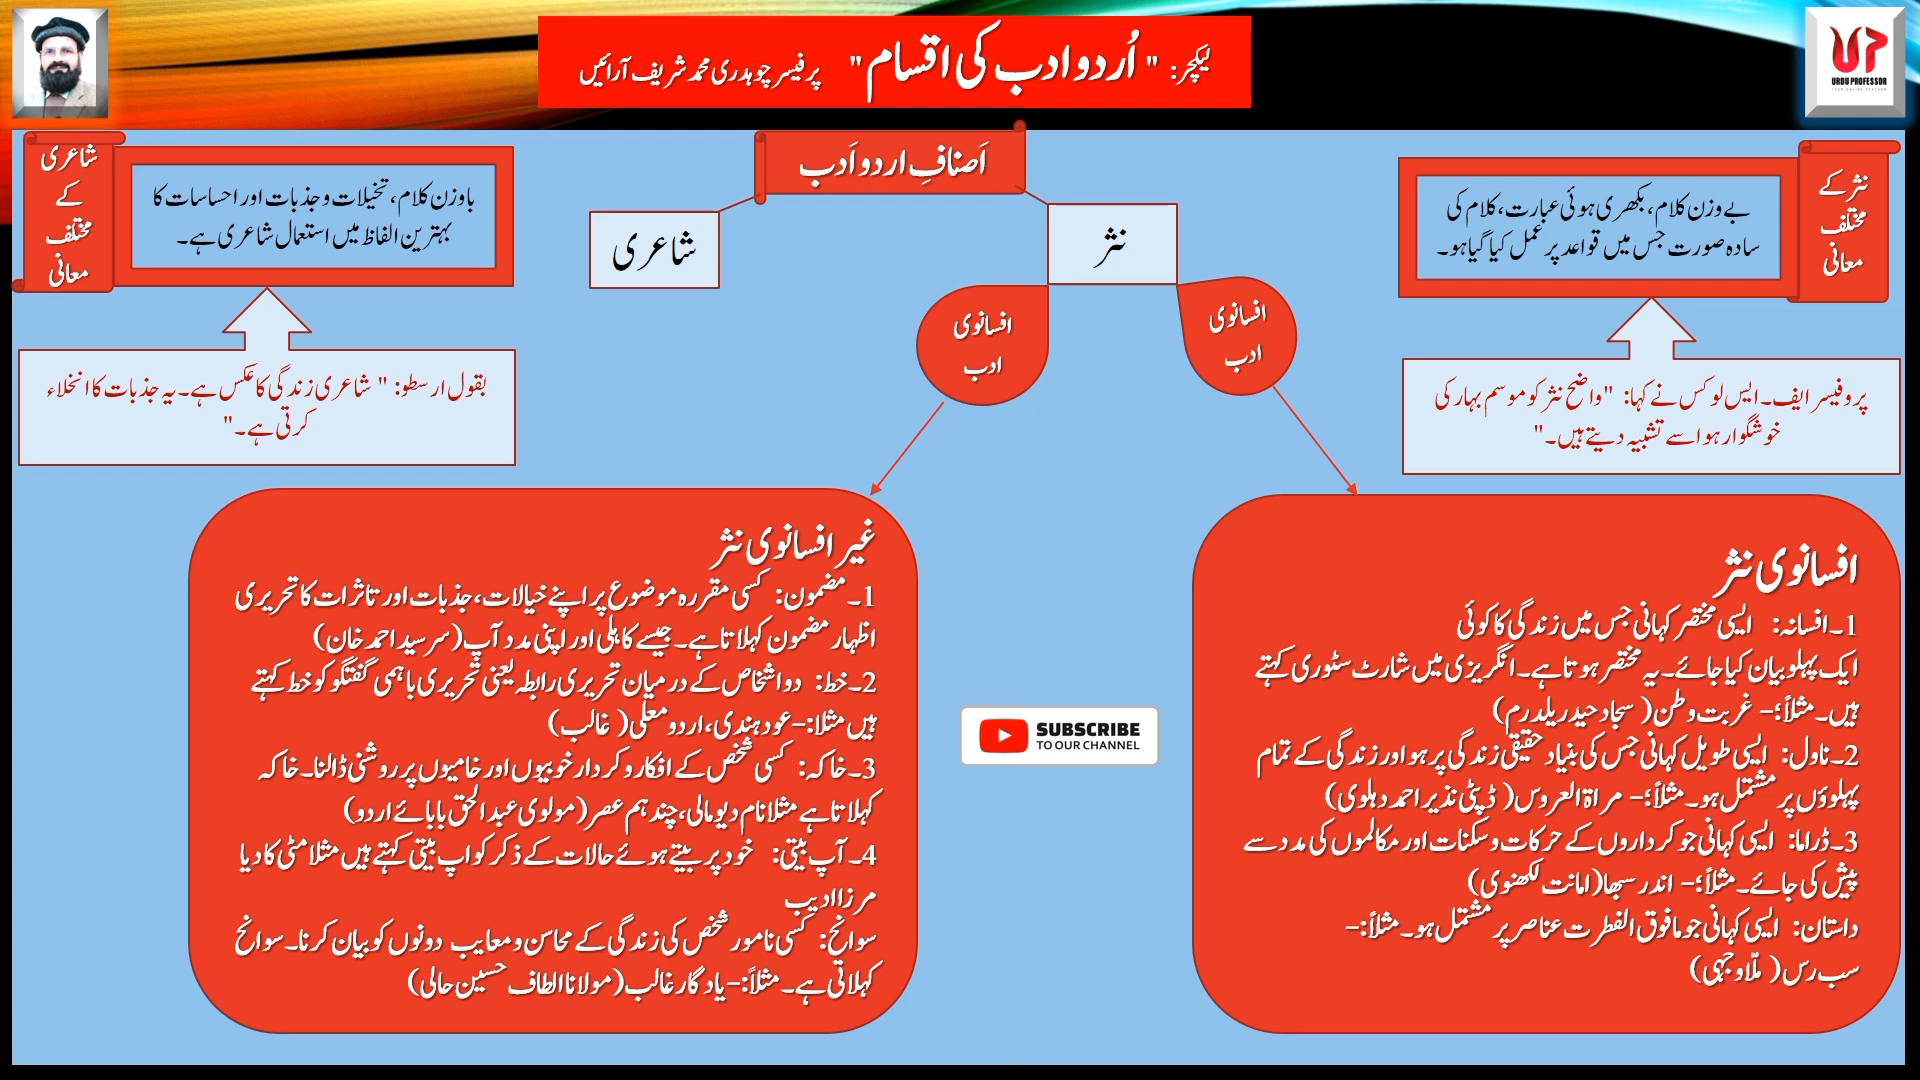 لیکچر: " اُردو ادب کی اقسام" پرفیسر چوہدری محمد شریف آرائیں
URDU PROFESSOR
اَصنافِ اردو اَدب
نثر
شاعری
نثر کے
مختلف
معانی
بے وزن کلام، بکھری ہوئی عبارت، کلام کی
سادہ صورت جس میں قواعد پر عمل کیا گیا ہو۔
پروفیسر ایف۔ ایس لوکس نے کہا: "واضح نثر کو موسم بہار کی
خوشگوار ہوا سے تشبیہ دیتے ہیں۔"
شاعری
کے
مختلف
معانی
باوزن کلام، تخیلات و جذبات اور احساسات کا
بہترین الفاظ میں استعمال شاعری ہے۔
بقول ارسطو: " شاعری زندگی کا عکس ہے۔ یہ جذبات کا انخلاء
کرتی ہے۔"
افسانوی
ادب
افسانوی
ادب
افسانوی نثر
1۔افسانہ: ایسی مختصر کہانی جس میں زندگی کا کوئی
ایک پہلو بیان کیا جائے۔ یہ مختصر ہوتا ہے۔ انگریزی میں شارٹ سٹوری کہتے
ہیں۔ مثلاً؛- غربت وطن( سجاد حیدر یلدرم)
2۔ناول: ایسی طویل کہانی جس کی بنیاد حقیقی زندگی پر ہو اور زندگی کے تمام
پہلوؤں پر مشتمل ہو۔ مثلاً؛- مراۃ العروس( ڈپٹی نذیر احمد دہلوی)
3۔ڈراما: ایسی کہانی جو کرداروں کے حرکات و سکنات اور مکالموں کی مدد سے
پیش کی جائے۔ مثلاً؛- اندر سبھا(امانت لکھنوی)
داستان: ایسی کہانی جو مافوق الفطرت عناصر پر مشتمل ہو۔ مثلاً:-
سب رس( ملّا وجہی)
غیر افسانوی نثر
1۔مضمون: کسی مقررہ موضوع پر اپنے خیالات، جذبات اور تاثرات کا تحریری
اظہار مضمون کہلاتا ہے۔ جیسے کاہلی اور اپنی مدد آپ(سرسید احمد خان)
2۔خط: دو اشخاص کے درمیان تحریری رابطہ یعنی تحریری باہمی گفتگو کو خط کہتے
ہیں مثلا:-عود ہندی، اردو معلی( غالب)
3۔خاکہ: کسی شخص کے افکار و کردار خوبیوں اور خامیوں پر روشنی ڈالنا۔ خاکہ
کہلاتا ہے مثلا نام دیو مالی، چند ہم عصر(مولوی عبد الحق بابائے اردو)
4۔آپ بیتی: خود پر بیتے ہوئے حالات کے ذکر کو اپ بیتی کہتے ہیں مثلا مٹی کا دیا
مرزا ادیب
سوانح: کسی نامور شخص کی زندگی کے محاسن و معایب دونوں کو بیان کرنا۔ سوانح
کہلاتی ہے۔ مثلاً:-یاد گار غالب(مولانا الطاف حسین حالی)
SUBSCRIBE
TO OUR CHANNEL